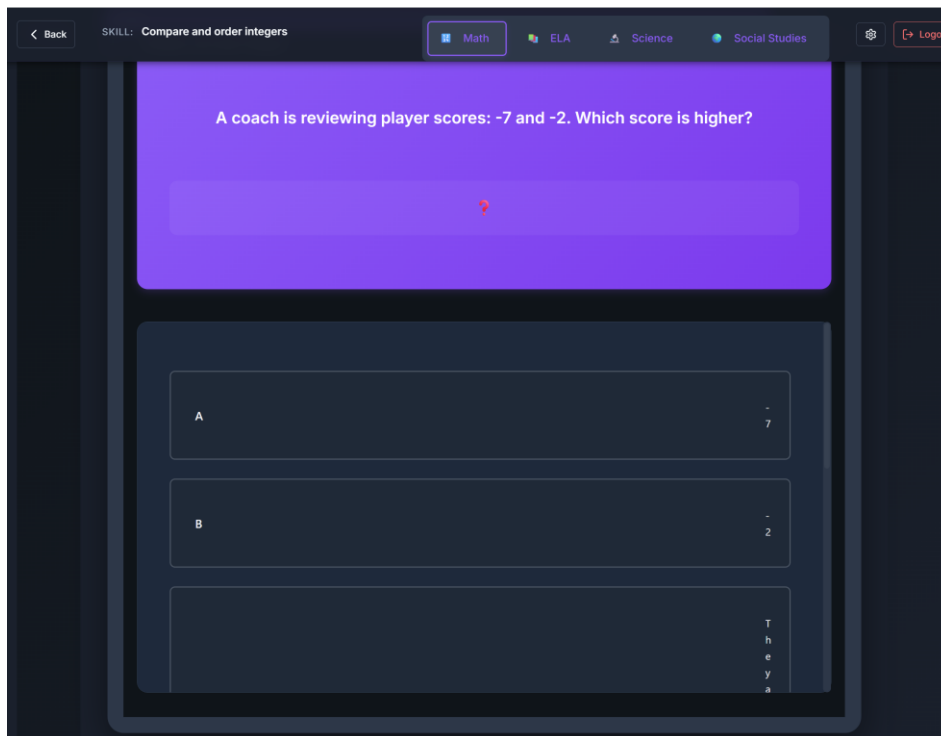 Back
SKILL: Compare and order integers
Math
ELA
Science
Social Studies
Logo
A coach is reviewing player scores: -7 and -2. Which score is higher?
❓
A
-
7
B
-
2
T
h
e
y
a